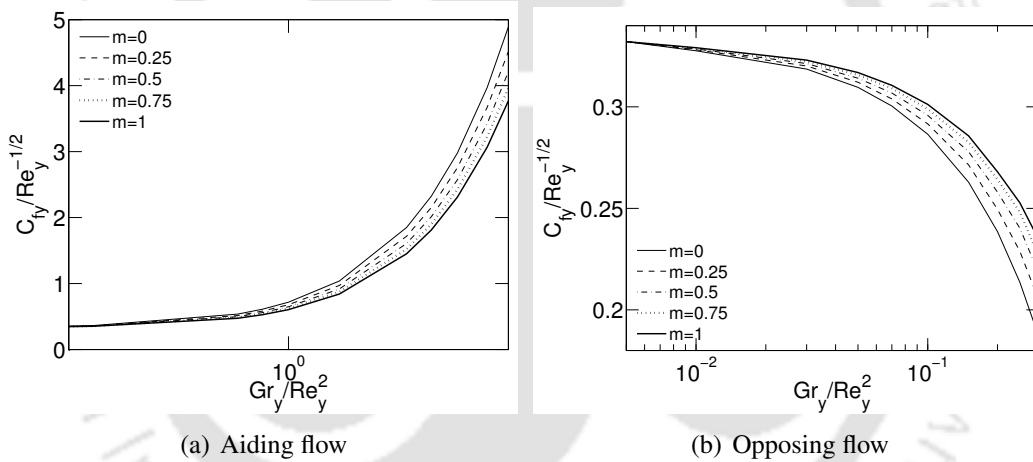 5
4
3
2
1
0
C_fy/Re_y^-1/2
m=0
m=0.25
m=0.5
m=0.75
m=1
10^0
Gr_y/Re_y^2
(a) Aiding flow
0.3
0.25
0.2
C_fy/Re_y^-1/2
m=0
m=0.25
m=0.5
m=0.75
m=1
10^-2
10^-1
Gr_y/Re_y^2
(b) Opposing flow